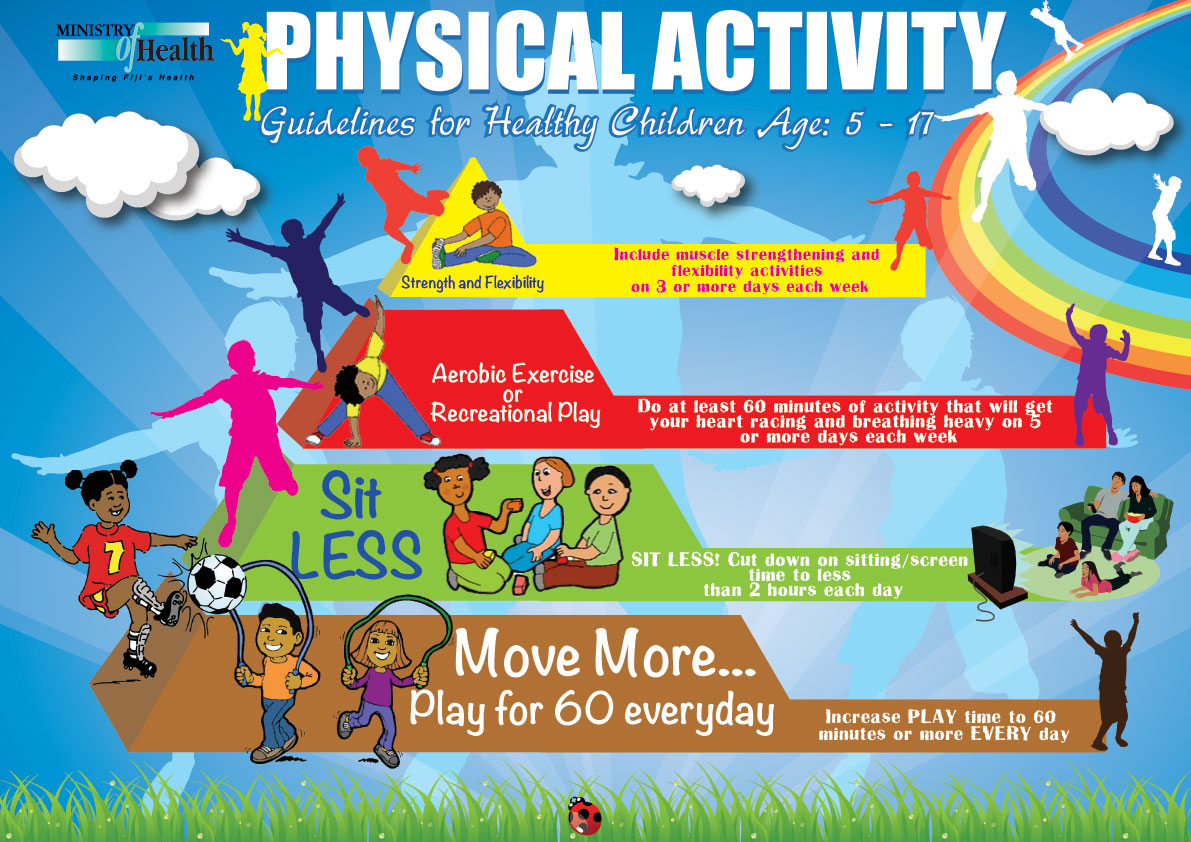 MINISTRY
of Health
Shaping Fiji's Health
PHYSICAL ACTIVITY
Guidelines for Healthy Children Age: 5 - 17
Strength and Flexibility
Include muscle strengthening and
flexibility activities
on 3 or more days each week
Aerobic Exercise
or
Recreational Play
Do at least 60 minutes of activity that will get
your heart racing and breathing heavy on 5
or more days each week
Sit
LESS
SIT LESS! Cut down on sitting/screen
time to less
than 2 hours each day
7
Move More...
Play for 60 everyday
Increase PLAY time to 60
minutes or more EVERY day